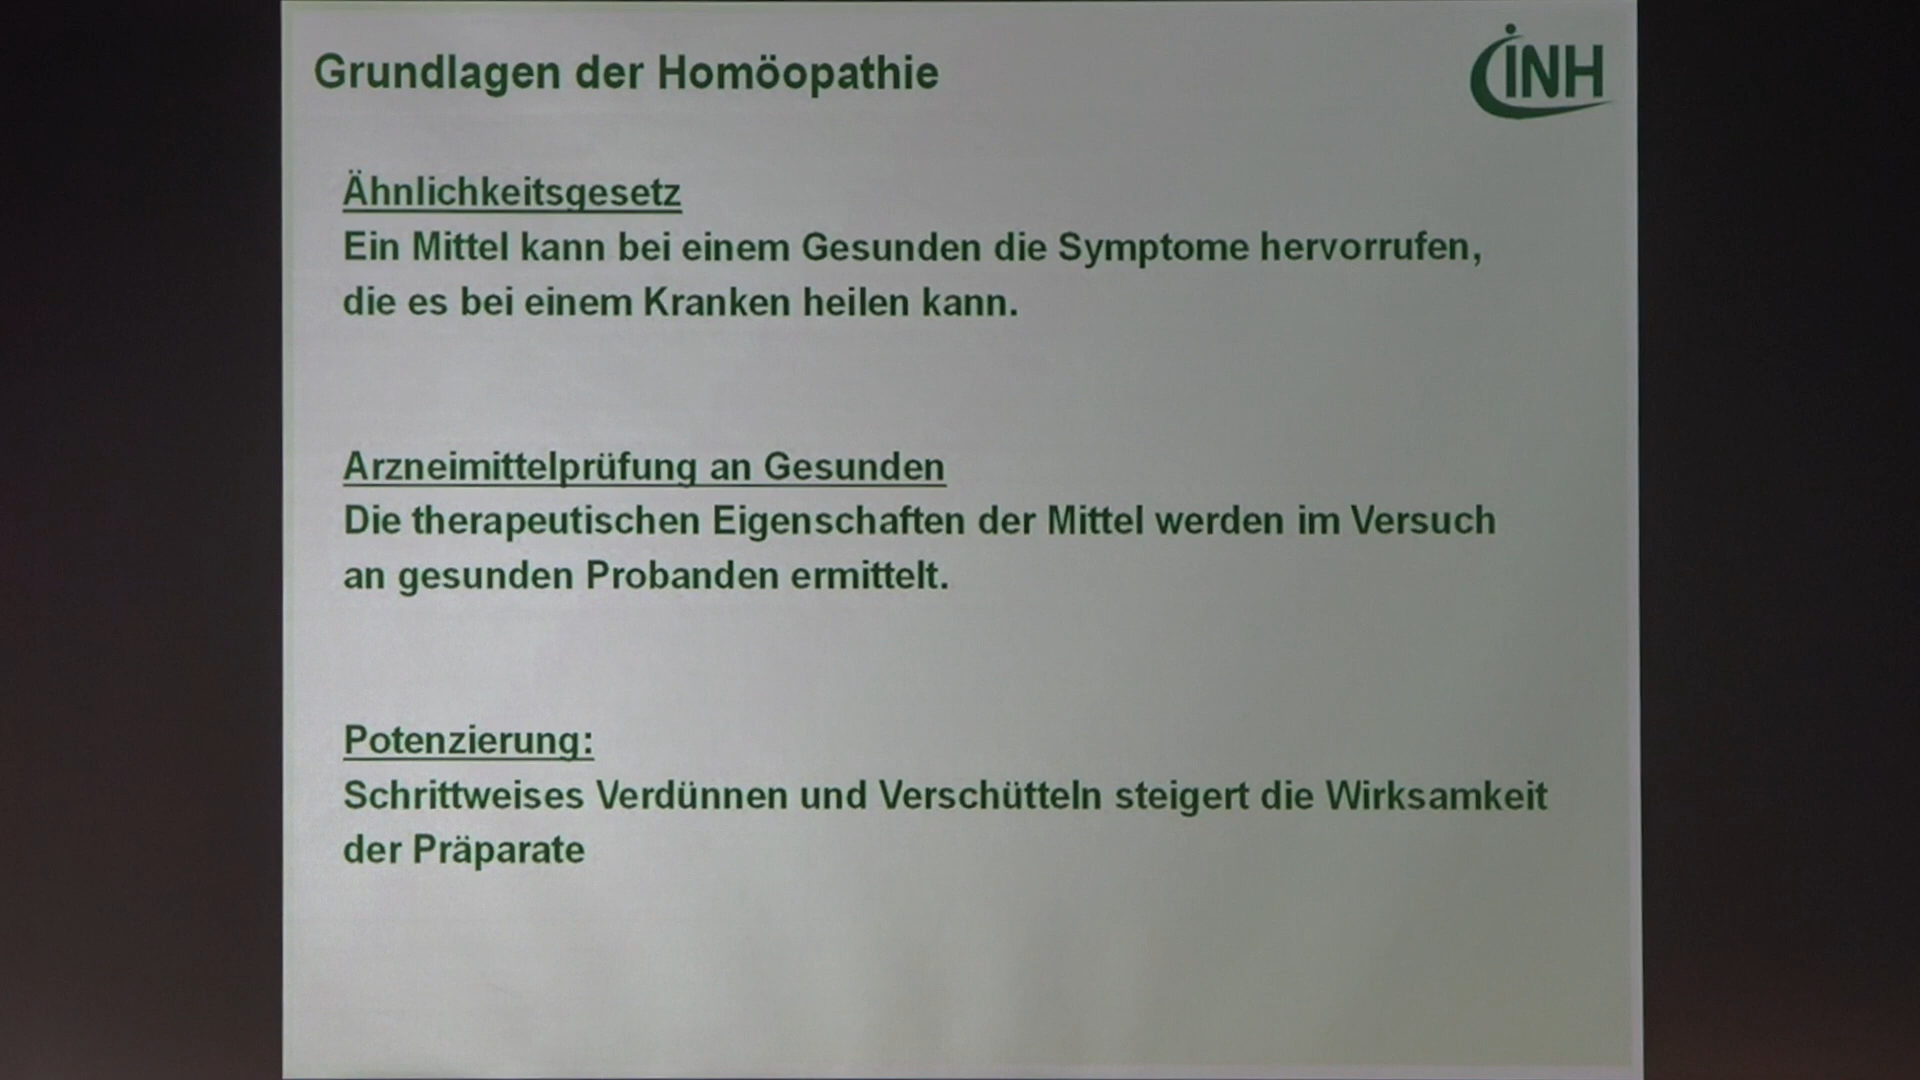 Grundlagen der Homöopathie
INH
Ähnlichkeitsgesetz
Ein Mittel kann bei einem Gesunden die Symptome hervorrufen,
die es bei einem Kranken heilen kann.
Arzneimittelprüfung an Gesunden
Die therapeutischen Eigenschaften der Mittel werden im Versuch
an gesunden Probanden ermittelt.
Potenzierung:
Schrittweises Verdünnen und Verschütteln steigert die Wirksamkeit
der Präparate